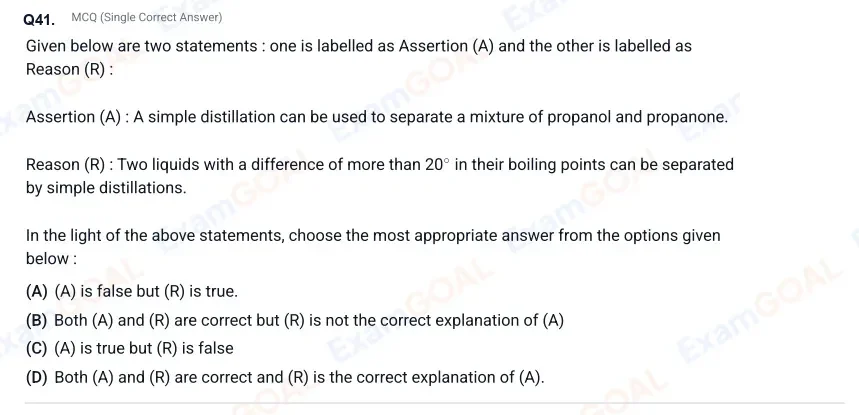 Q41. MCQ (Single Correct Answer)
Given below are two statements : one is labelled as Assertion (A) and the other is labelled as
Reason (R) :
Assertion (A) : A simple distillation can be used to separate a mixture of propanol and propanone.
Reason (R) : Two liquids with a difference of more than 20° in their boiling points can be separated
by simple distillations.
In the light of the above statements, choose the most appropriate answer from the options given
below :
(A) (A) is false but (R) is true.
(B) Both (A) and (R) are correct but (R) is not the correct explanation of (A)
(C) (A) is true but (R) is false
(D) Both (A) and (R) are correct and (R) is the correct explanation of (A).
ExamGOAL